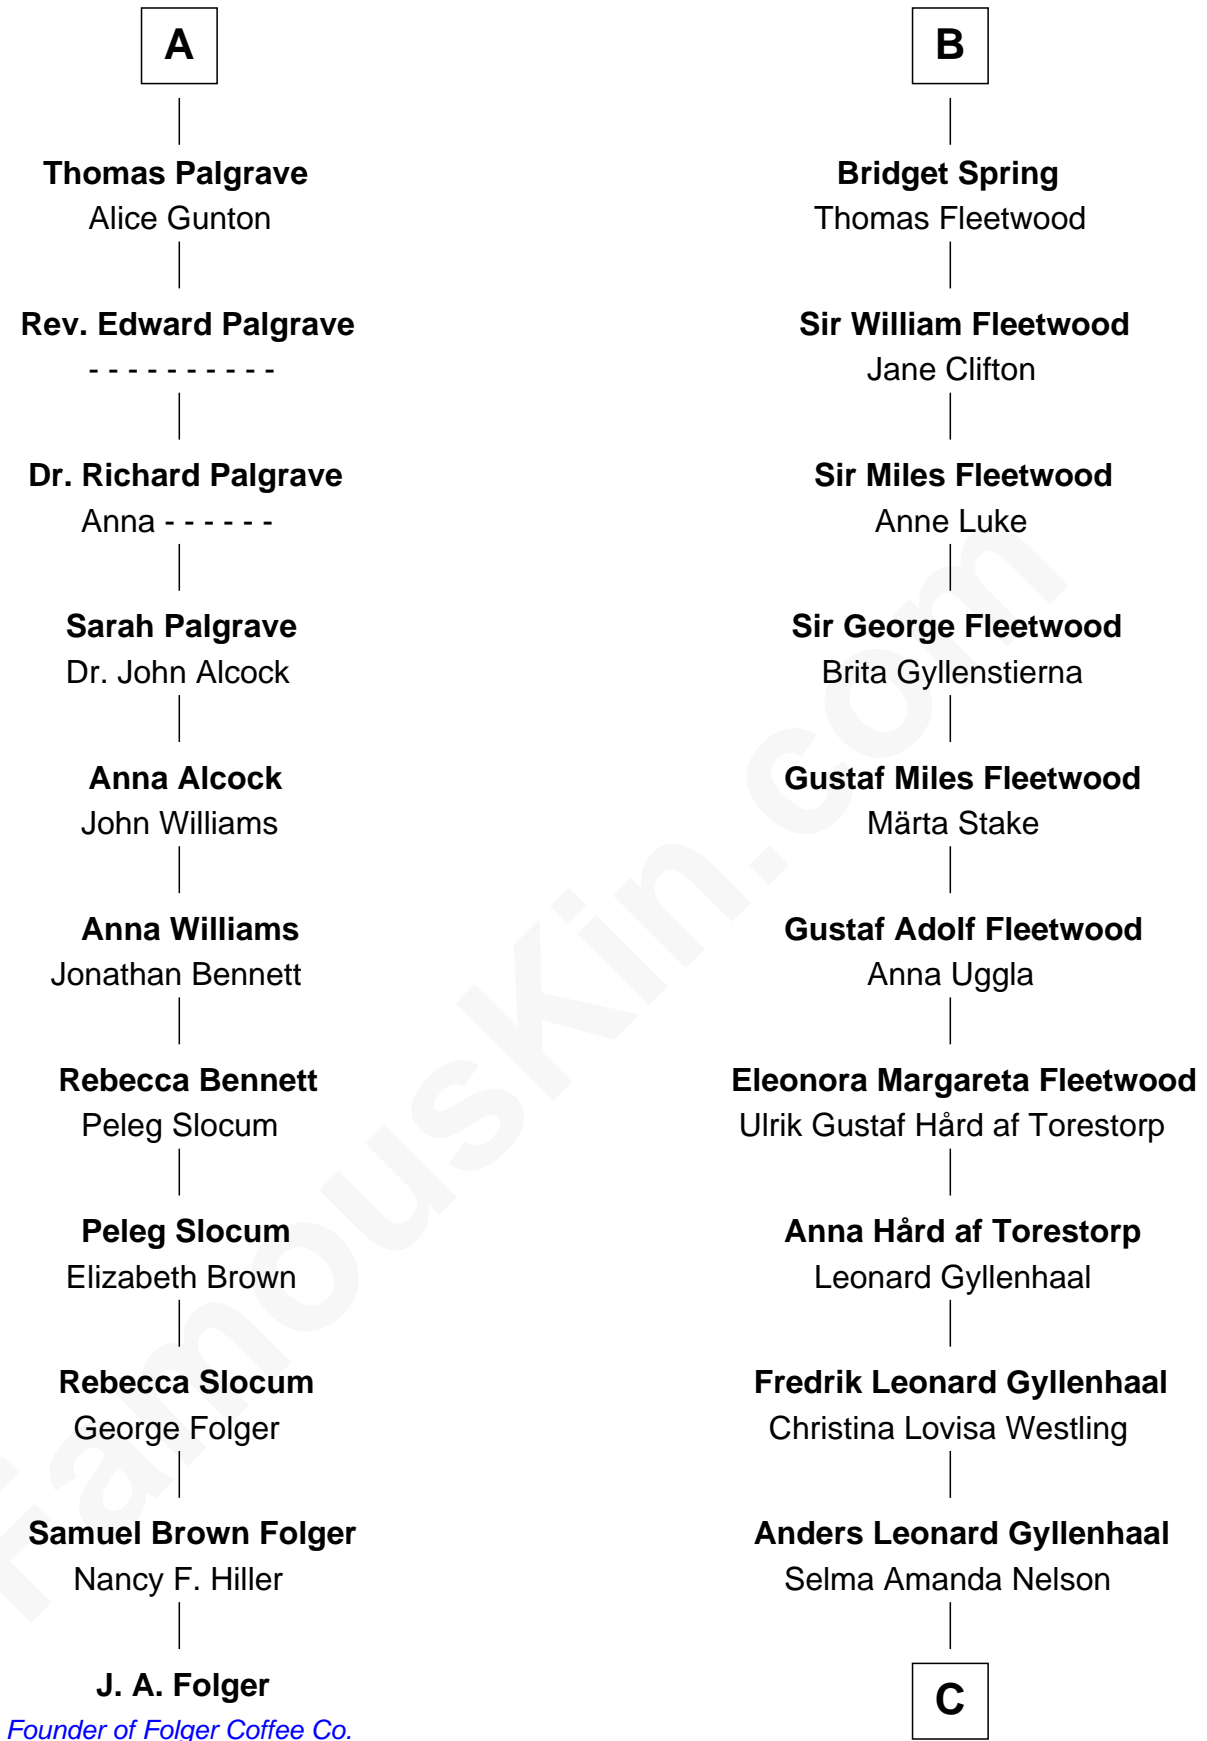 A
Thomas Palgrave
Alice Gunton
Rev. Edward Palgrave
- - - - - - - - - -
Dr. Richard Palgrave
Anna - - - - - -
Sarah Palgrave
Dr. John Alcock
Anna Alcock
John Williams
Anna Williams
Jonathan Bennett
Rebecca Bennett
Peleg Slocum
Peleg Slocum
Elizabeth Brown
Rebecca Slocum
George Folger
Samuel Brown Folger
Nancy F. Hiller
J. A. Folger
Founder of Folger Coffee Co.
B
Bridget Spring
Thomas Fleetwood
Sir William Fleetwood
Jane Clifton
Sir Miles Fleetwood
Anne Luke
Sir George Fleetwood
Brita Gyllenstierna
Gustaf Miles Fleetwood
Märta Stake
Gustaf Adolf Fleetwood
Anna Uggla
Eleonora Margareta Fleetwood
Ulrik Gustaf Hård af Torestorp
Anna Hård af Torestorp
Leonard Gyllenhaal
Fredrik Leonard Gyllenhaal
Christina Lovisa Westling
Anders Leonard Gyllenhaal
Selma Amanda Nelson
C
FamousKin.com